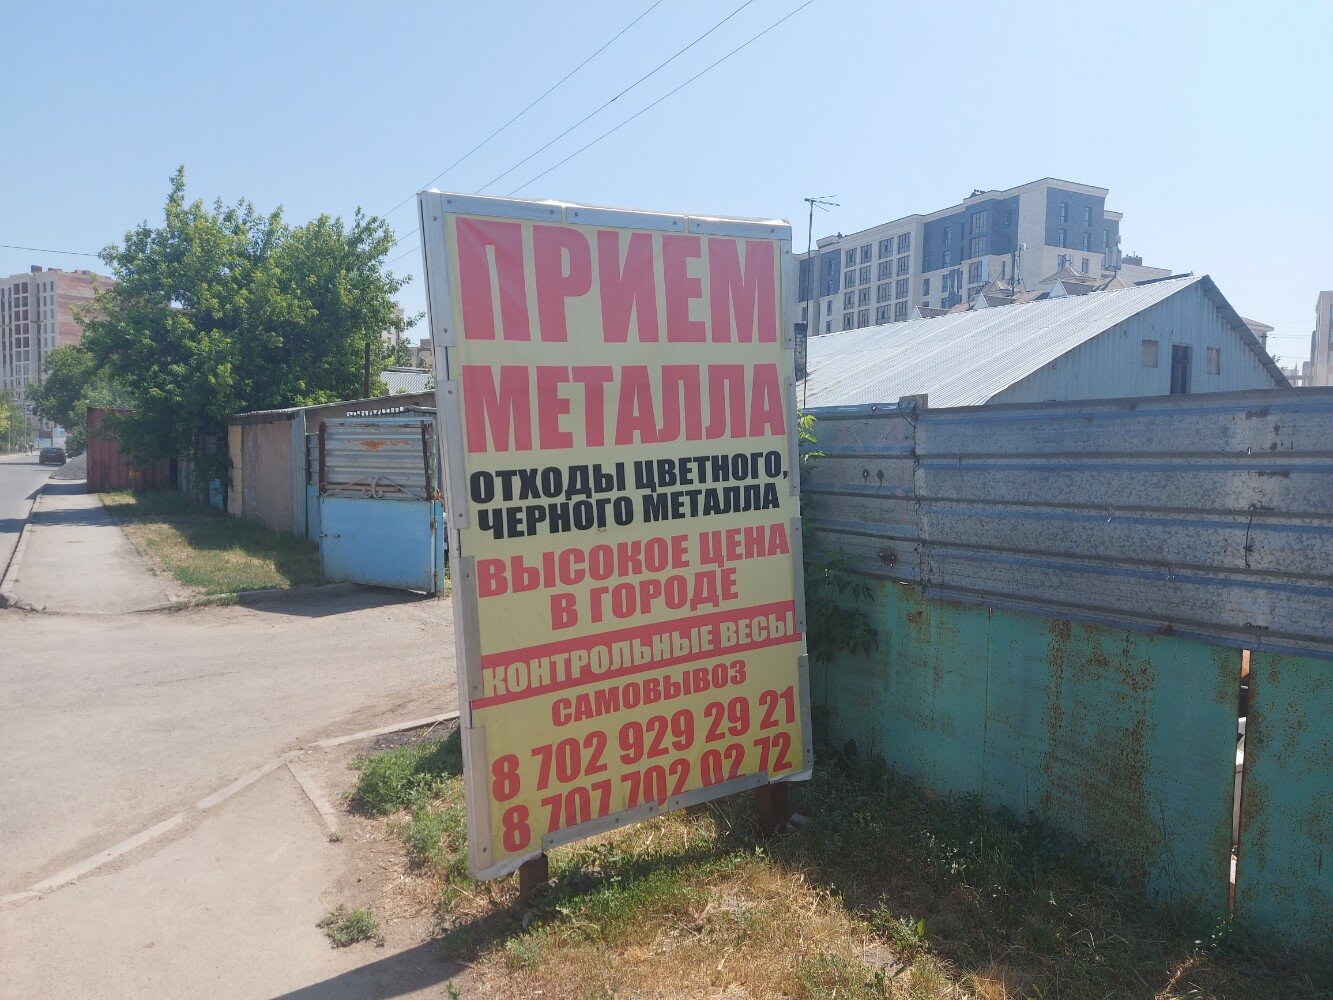 ПРИЕМ
МЕТАЛЛА
ОТХОДЫ ЦВЕТНОГО,
ЧЕРНОГО МЕТАЛЛА
ВЫСОКОЕ ЦЕНА
В ГОРОДЕ
КОНТРОЛЬНЫЕ ВЕСЫ
САМОВЫВОЗ
8 702 929 29 21
8 707 702 02 72